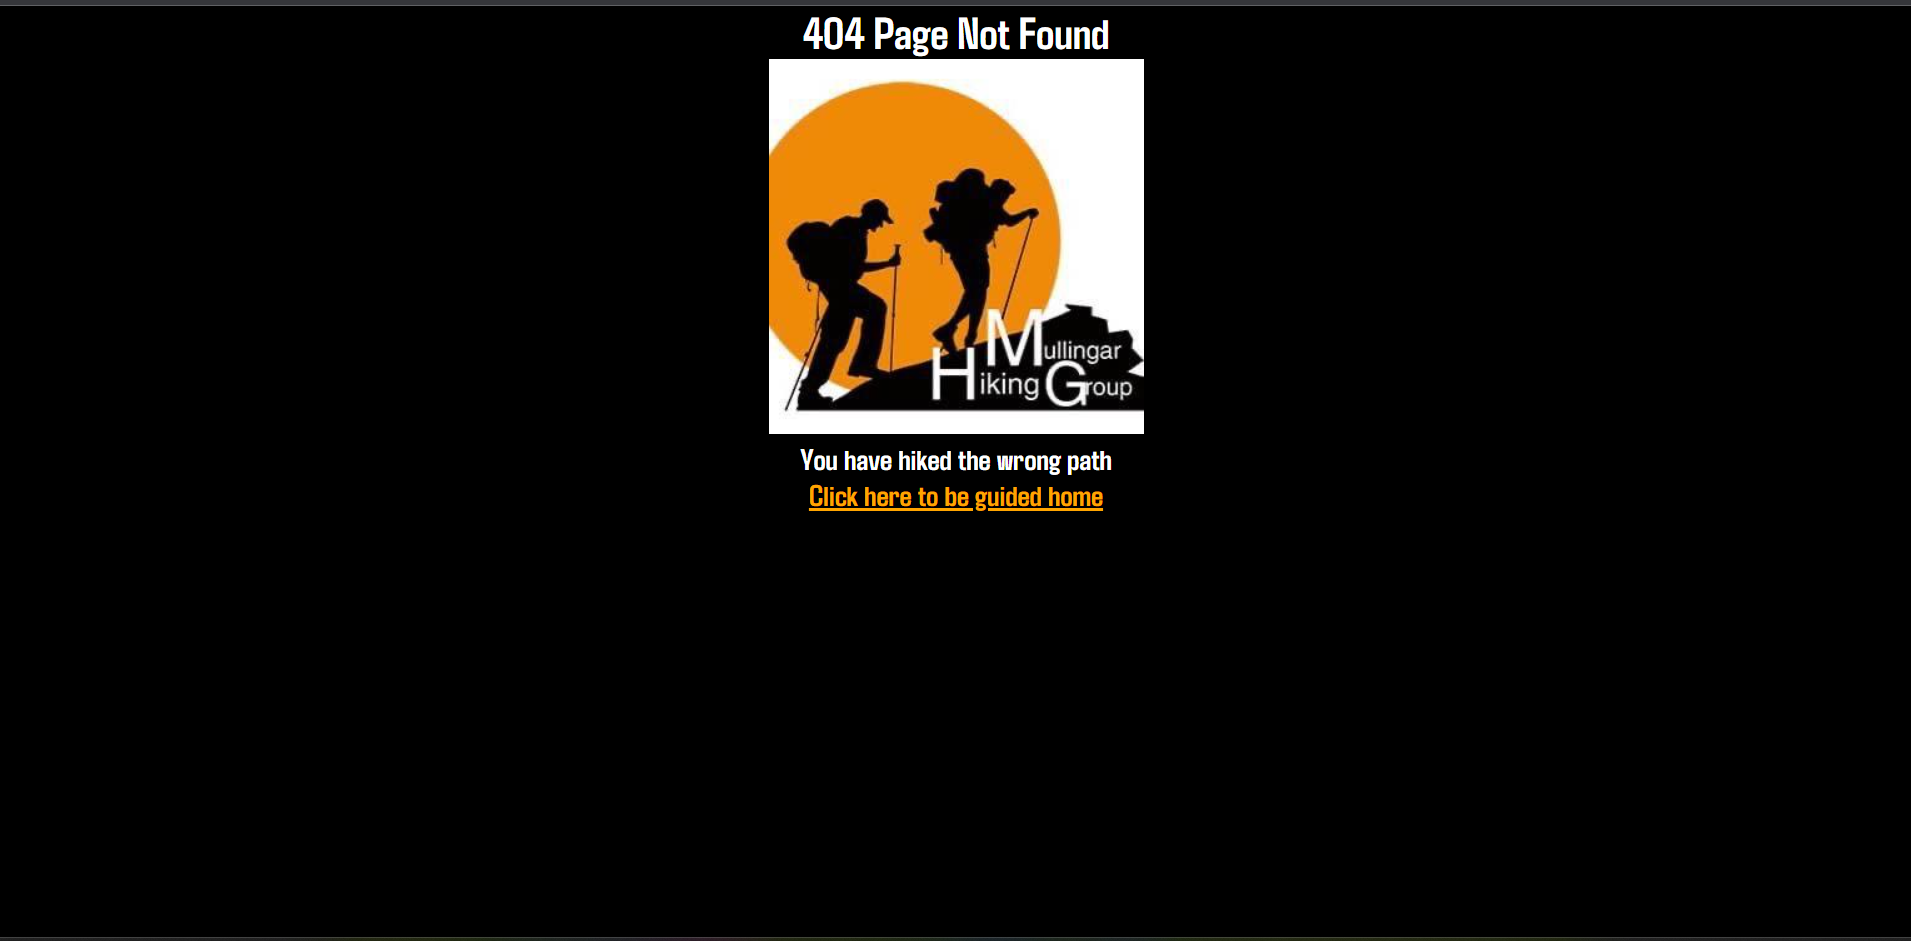 404 Page Not Found
Mullingar
Hiking Group
You have hiked the wrong path
Click here to be guided home